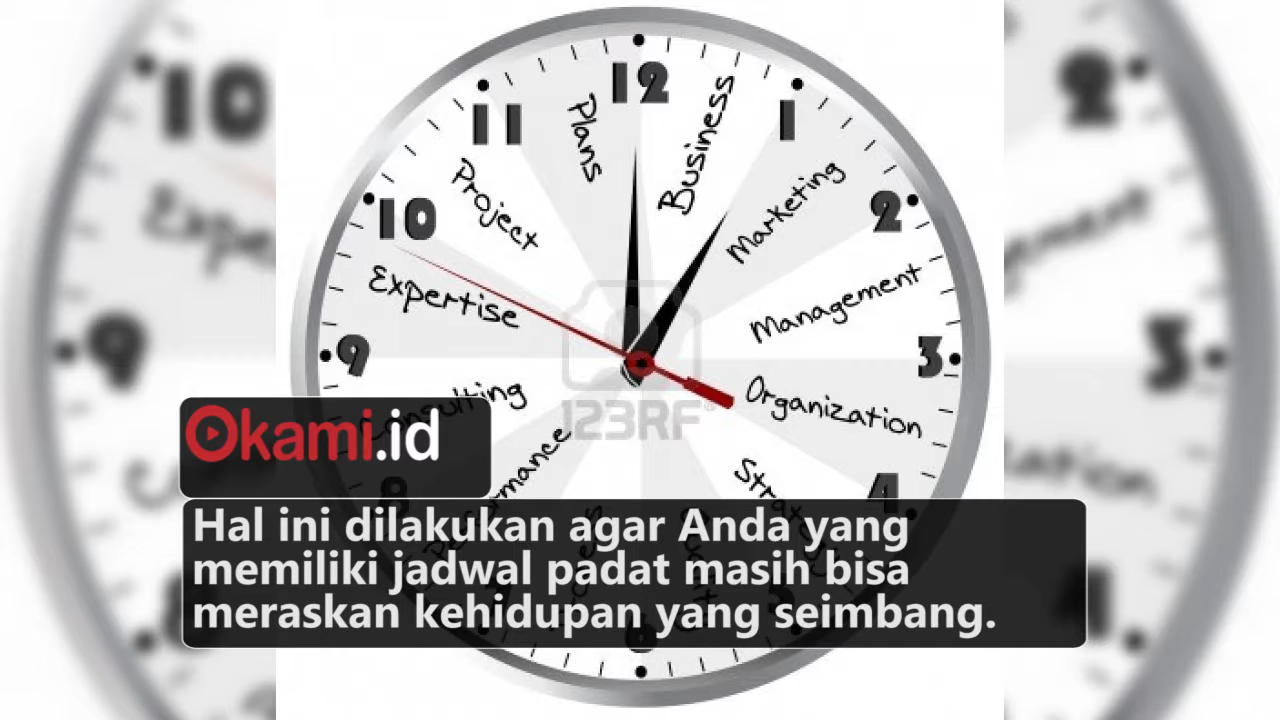 12
Business
1
Marketing
2
Management
3
Organization
4
9
Expertise
10
Project
11
Plans
123RF
Okami.id
Hal ini dilakukan agar Anda yang
memiliki jadwal padat masih bisa
meraskan kehidupan yang seimbang.